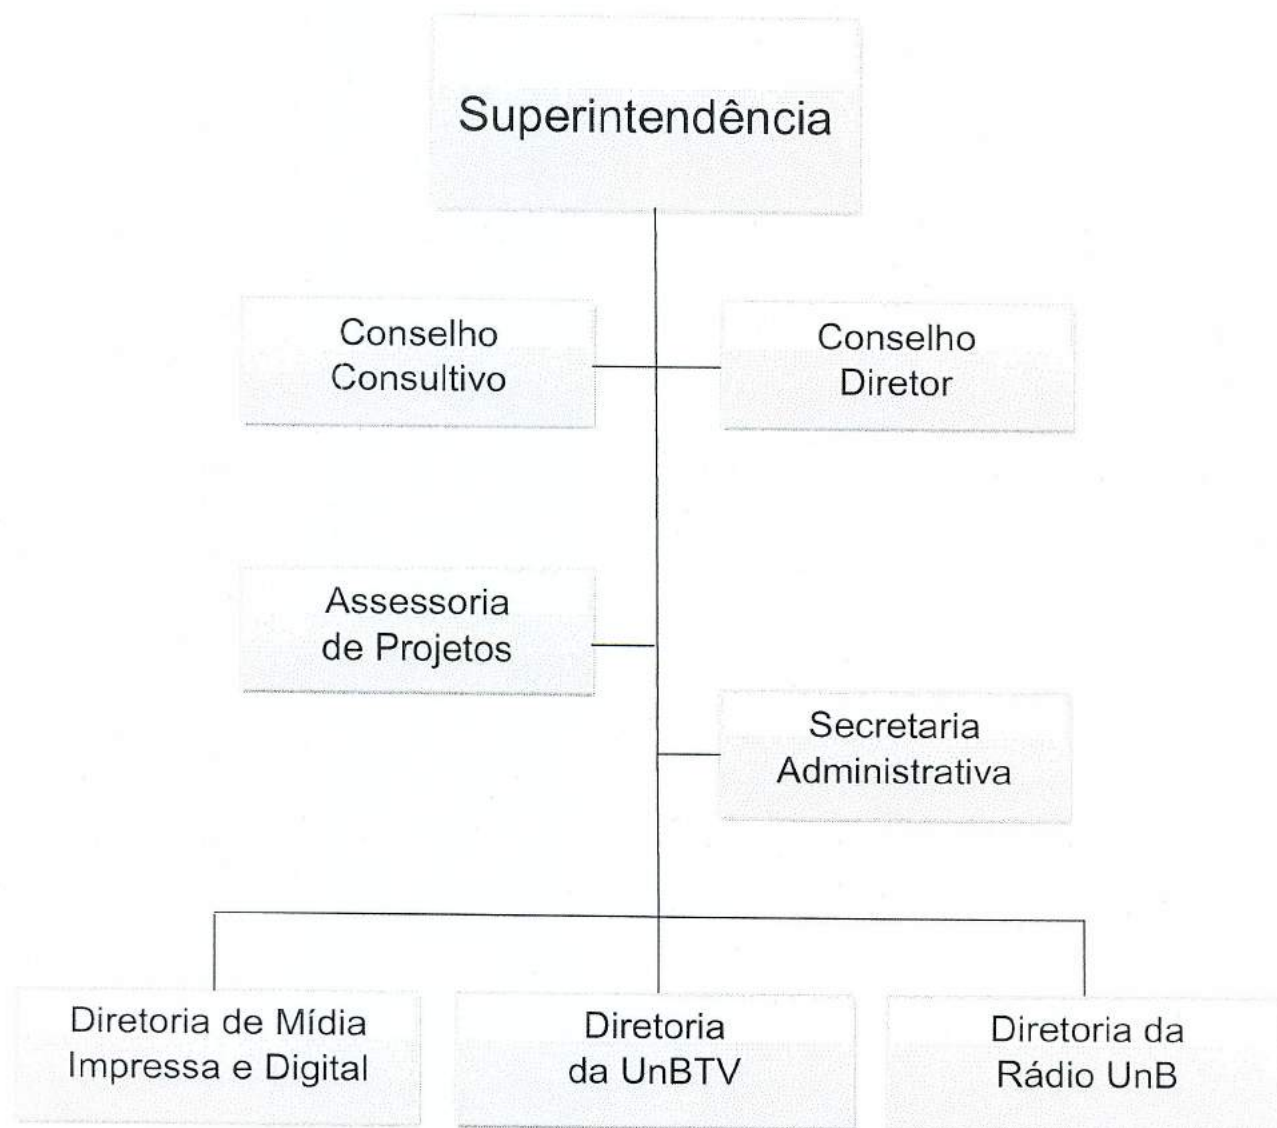 Superintendência
Conselho
Consultivo
Conselho
Diretor
Assessoria
de Projetos
Secretaria
Administrativa
Diretoria de Mídia
Impressa e Digital
Diretoria
da UnBTV
Diretoria da
Rádio UnB